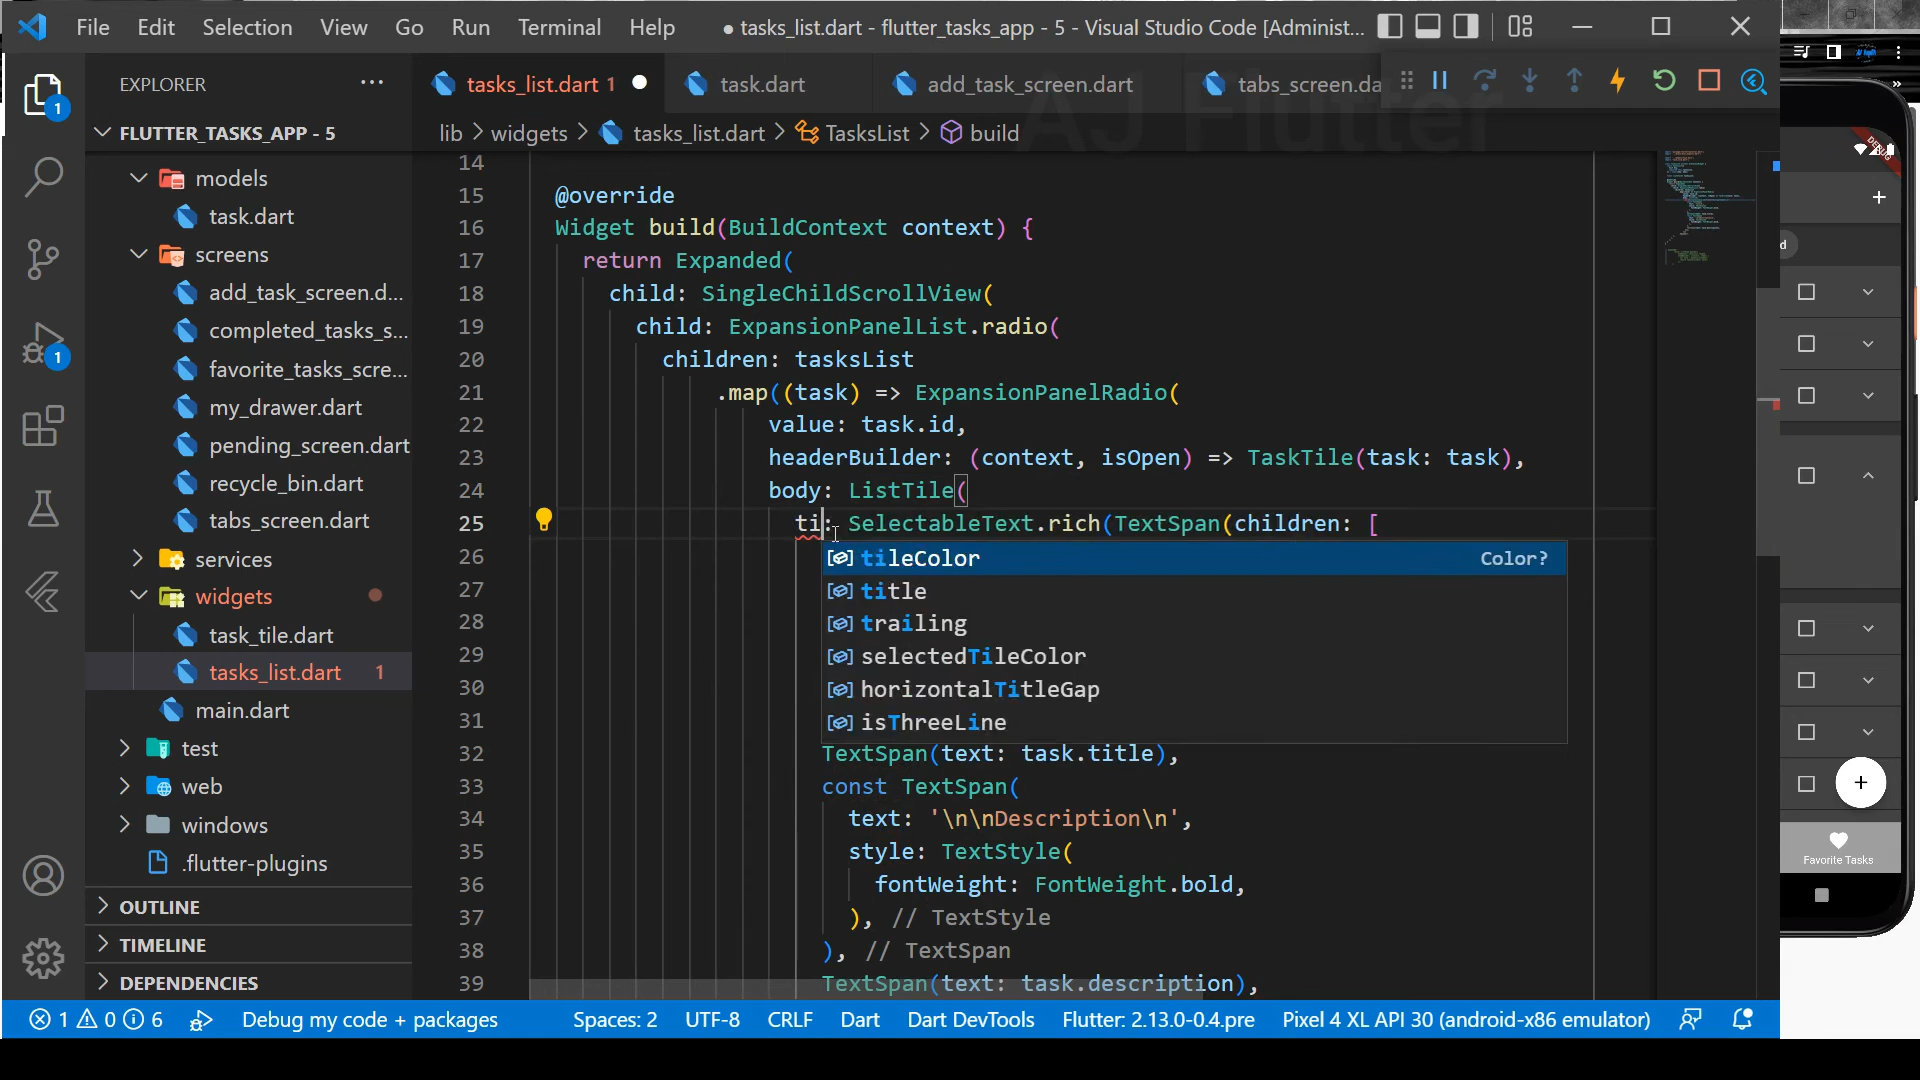 File Edit Selection View Go Run Terminal Help ● tasks_list.dart - flutter_tasks_app - 5 - Visual Studio Code [Administ...
EXPLORER ...
tasks_list.dart 1 task.dart add_task_screen.dart tabs_screen.da
AJ Flutter
FLUTTER_TASKS_APP - 5
lib > widgets > tasks_list.dart > TasksList > build
models
task.dart
screens
add_task_screen.d...
completed_tasks_s...
favorite_tasks_scre...
my_drawer.dart
pending_screen.dart
recycle_bin.dart
tabs_screen.dart
services
widgets
task_tile.dart
tasks_list.dart 1
main.dart
test
web
windows
.flutter-plugins
OUTLINE
TIMELINE
DEPENDENCIES
1
1
14
15 @override
16 Widget build(BuildContext context) {
17 return Expanded(
18 child: SingleChildScrollView(
19 child: ExpansionPanelList.radio(
20 children: tasksList
21 .map((task) => ExpansionPanelRadio(
22 value: task.id,
23 headerBuilder: (context, isOpen) => TaskTile(task: task),
24 body: ListTile(
25 ti: SelectableText.rich(TextSpan(children: [
26 tileColor Color?
27 title
28 trailing
29 selectedTileColor
30 horizontalTitleGap
31 isThreeLine
32 TextSpan(text: task.title),
33 const TextSpan(
34 text: '\n\nDescription\n',
35 style: TextStyle(
36 fontWeight: FontWeight.bold,
37 ), // TextStyle
38 ), // TextSpan
39 TextSpan(text: task.description),
DEBUG
d
Favorite Tasks
1 0 6 Debug my code + packages Spaces: 2 UTF-8 CRLF Dart Dart DevTools Flutter: 2.13.0-0.4.pre Pixel 4 XL API 30 (android-x86 emulator)